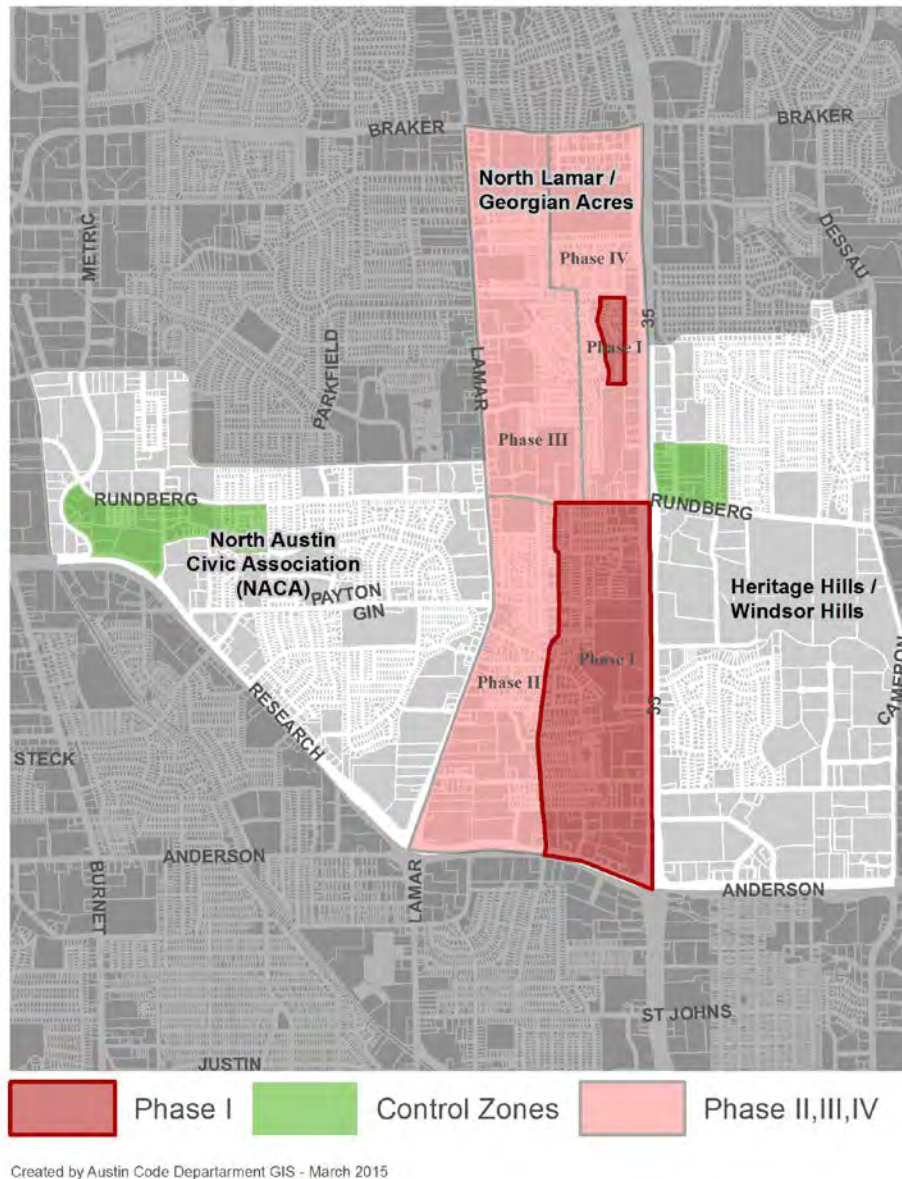 BRAKER
BRAKER
North Lamar /
Georgian Acres
METRIC
DESSAU
Phase IV
35
Phase I
PARKFIELD
LAMAR
Phase III
RUNDBERG
RUNDBERG
North Austin
Civic Association
(NACA)
PAYTON
GIN
Heritage Hills /
Windsor Hills
Phase I
Phase II
CAMERON
RESEARCH
STECK
ANDERSON
BURNET
LAMAR
ANDERSON
ST JOHNS
JUSTIN
Phase I
Control Zones
Phase II,III,IV
Created by Austin Code Departarment GIS - March 2015